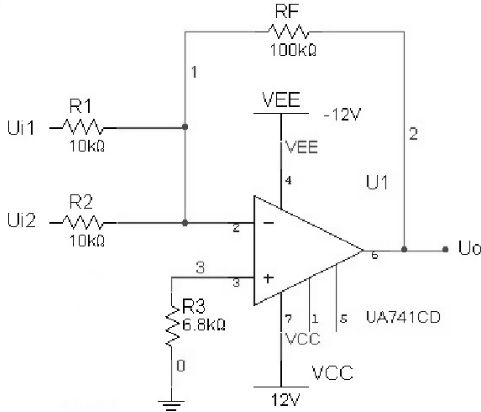 RF
100kΩ
1
R1
Ui1
10kΩ
VEE
-12V
VEE
2
4
U1
R2
Ui2
10kΩ
2
−
6
Uo
3
3
+
R3
6.8kΩ
7
1
5
UA741CD
VCC
0
VCC
12V